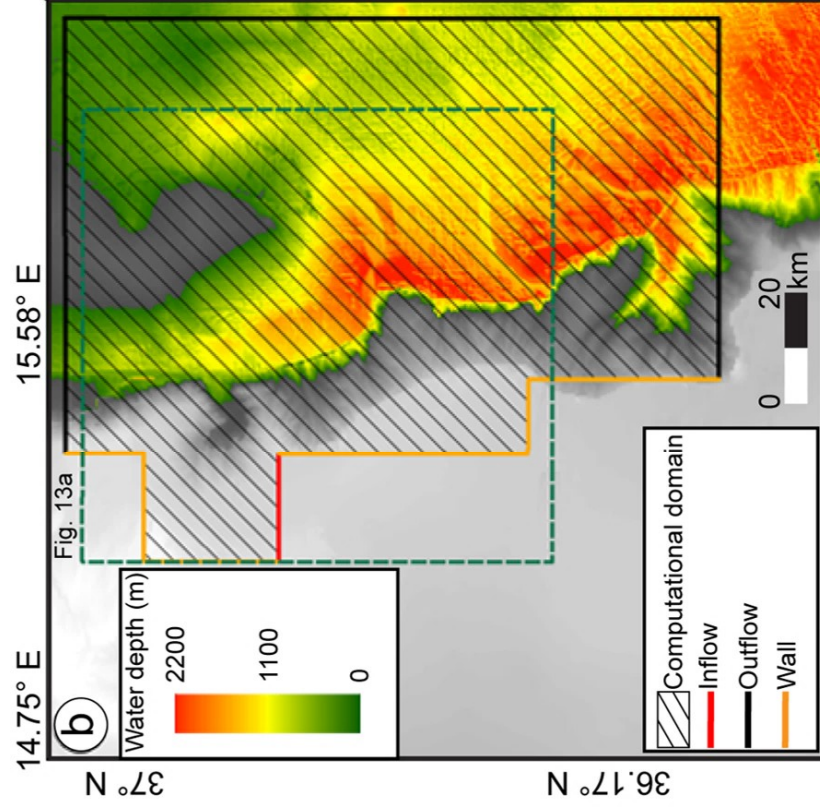 14.75° E
15.58° E
b
Fig. 13a
37° N
Water depth (m)
2200
1100
0
36.17° N
Computational domain
Inflow
Outflow
Wall
0
20
km